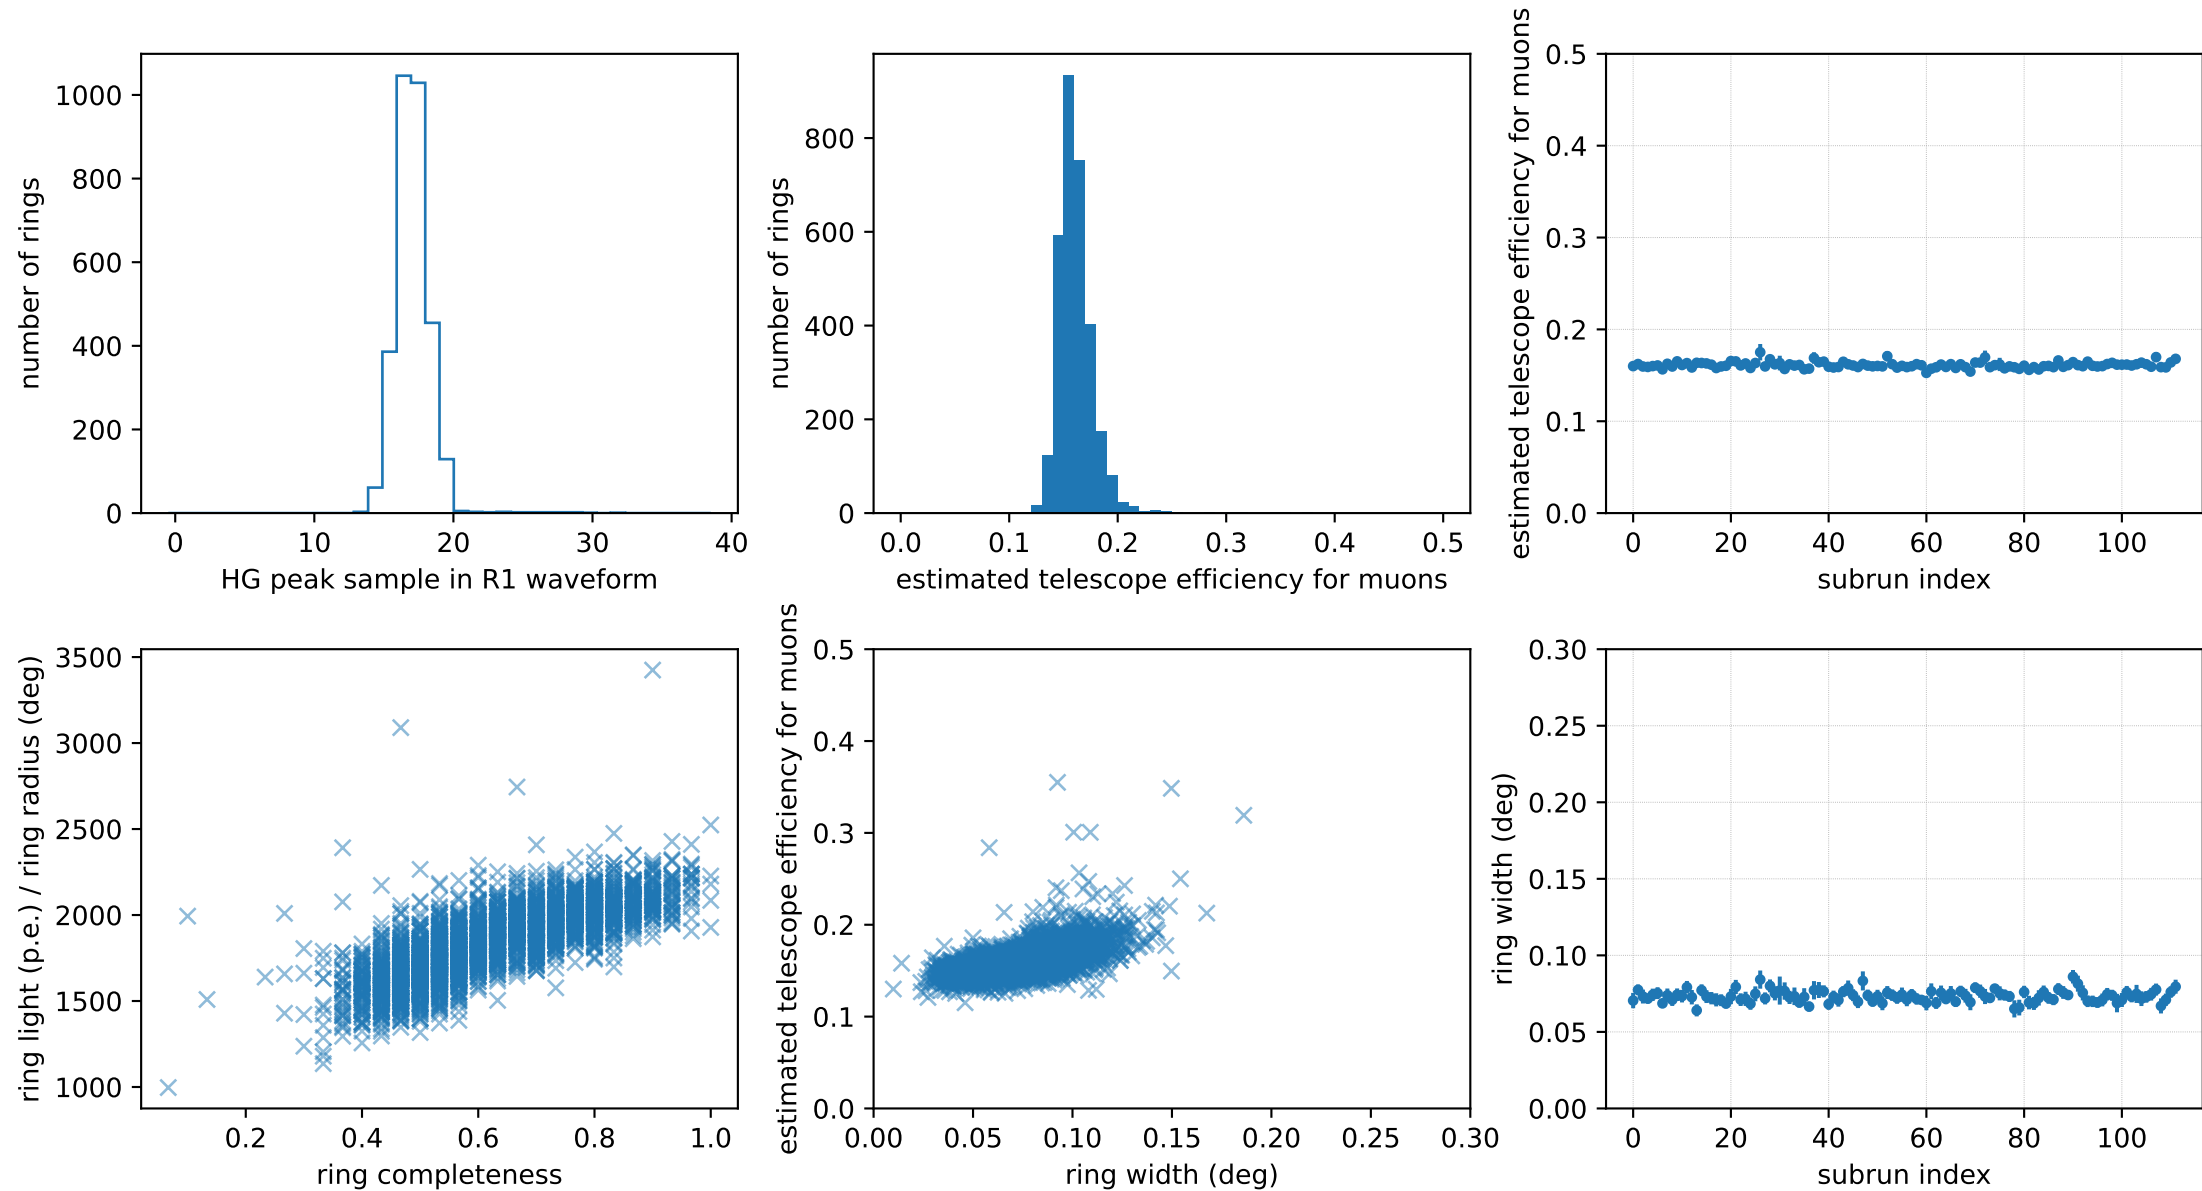 number of rings
1000
800
600
400
200
0
0 10 20 30 40
HG peak sample in R1 waveform
number of rings
800
600
400
200
0
0.0 0.1 0.2 0.3 0.4 0.5
estimated telescope efficiency for muons
estimated telescope efficiency for muons
0.5
0.4
0.3
0.2
0.1
0.0
0 20 40 60 80 100
subrun index
ring light (p.e.) / ring radius (deg)
3500
3000
2500
2000
1500
1000
0.2 0.4 0.6 0.8 1.0
ring completeness
estimated telescope efficiency for muons
0.5
0.4
0.3
0.2
0.1
0.0
0.00 0.05 0.10 0.15 0.20 0.25 0.30
ring width (deg)
ring width (deg)
0.30
0.25
0.20
0.15
0.10
0.05
0.00
0 20 40 60 80 100
subrun index